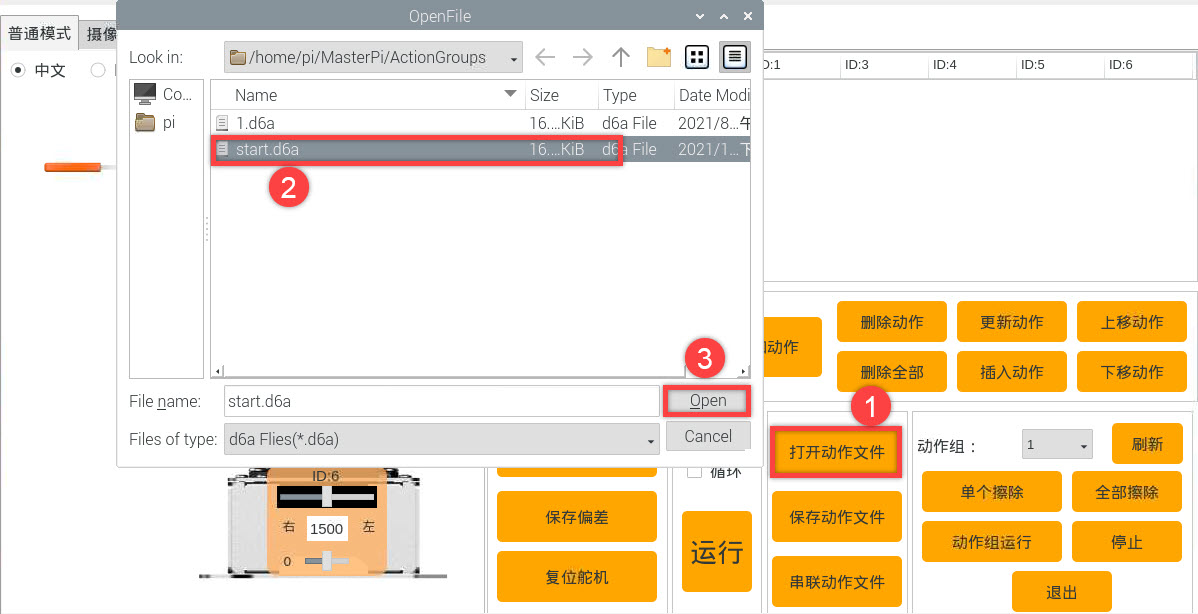 OpenFile
普通模式
摄像
中文
Look in:
/home/pi/MasterPi/ActionGroups
Co...
pi
Name Size Type Date Modi
1.d6a 16....KiB d6a File 2021/8...午
start.d6a 16....KiB d6a File 2021/1...下
2
3
File name: start.d6a Open
Files of type: d6a Flies(*.d6a) Cancel
D:1 ID:3 ID:4 ID:5 ID:6
动作 删除动作 更新动作 上移动作
删除全部 插入动作 下移动作
1
打开动作文件
动作组： 1 刷新
循环
ID:6
右 1500 左
0
保存偏差
复位舵机
运行
保存动作文件
串联动作文件
单个擦除 全部擦除
动作组运行 停止
退出